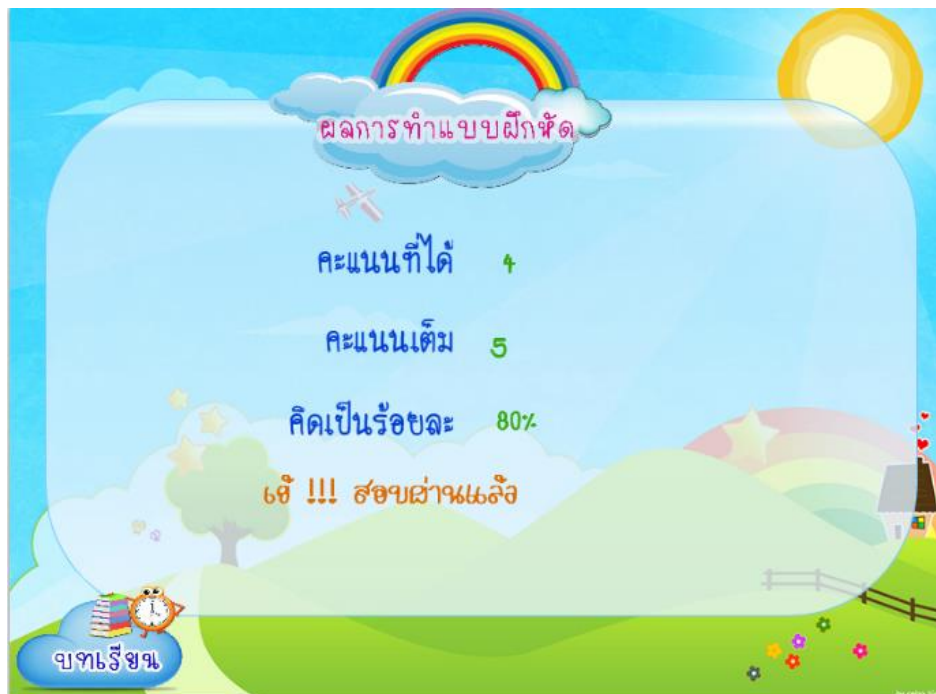 ผลการทำแบบฝึกหัด
คะแนนที่ได้ 4
คะแนนเต็ม 5
คิดเป็นร้อยละ 80%
เย้ !!! สอบผ่านแล้ว
บทเรียน